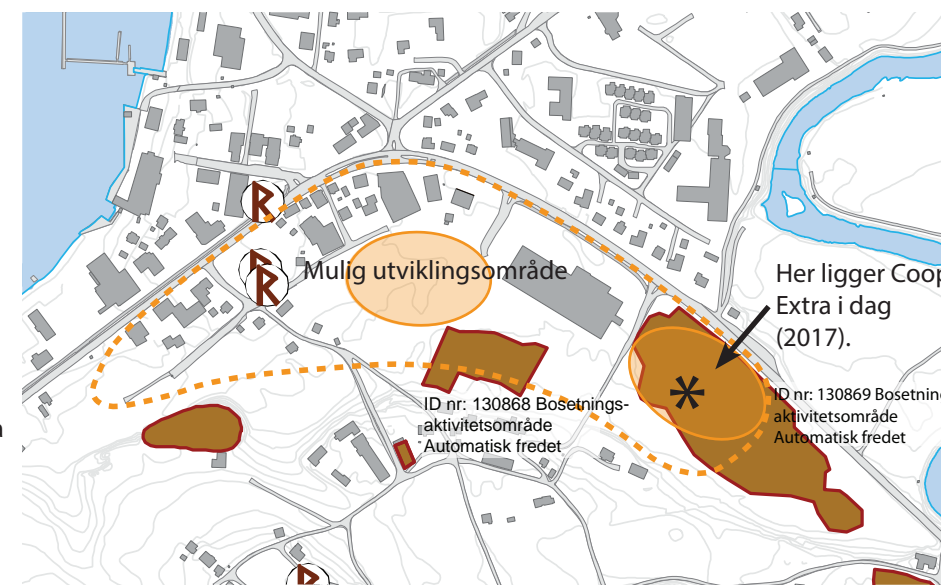 Mulig utviklingsområde
Her ligger Coop
Extra i dag
(2017).
ID nr: 130868 Bosetnings-
aktivitetsområde
Automatisk fredet
ID nr: 130869 Bosetning
aktivitetsområde
Automatisk fredet